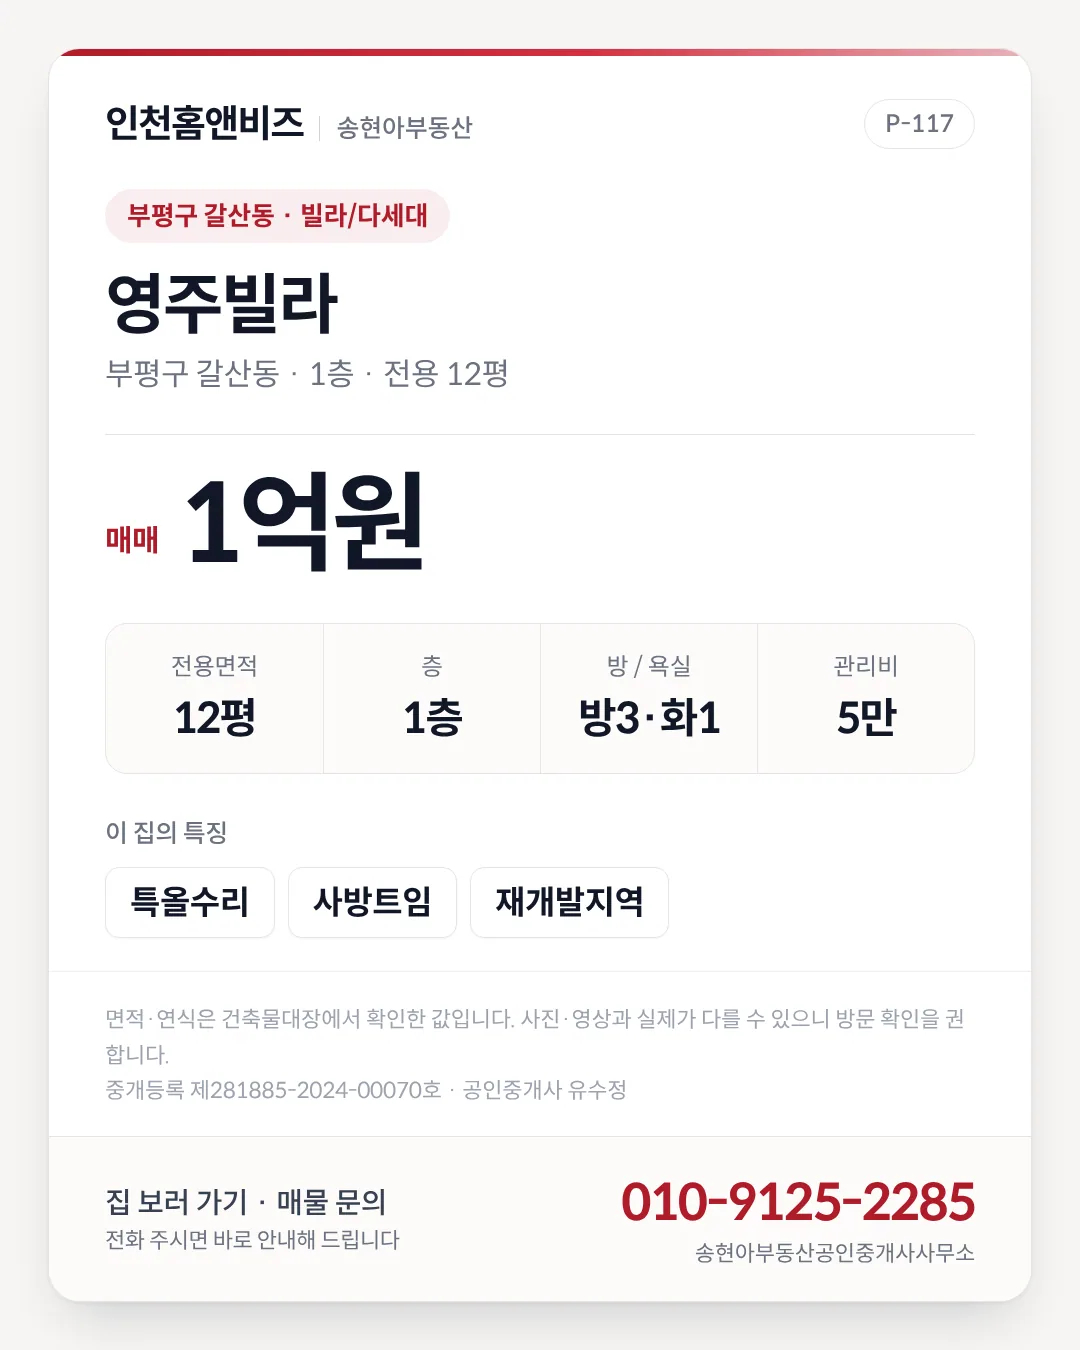 인천홈앤비즈 | 송현아부동산
P-117
부평구 갈산동 · 빌라/다세대
영주빌라
부평구 갈산동 · 1층 · 전용 12평
매매 1억원
전용면적 층 방 / 욕실 관리비
12평 1층 방3·화1 5만
이 집의 특징
특올수리 사방트임 재개발지역
면적·연식은 건축물대장에서 확인한 값입니다. 사진·영상과 실제가 다를 수 있으니 방문 확인을 권
합니다.
중개등록 제281885-2024-00070호 · 공인중개사 유수정
집 보러 가기 · 매물 문의
전화 주시면 바로 안내해 드립니다
010-9125-2285
송현아부동산공인중개사사무소